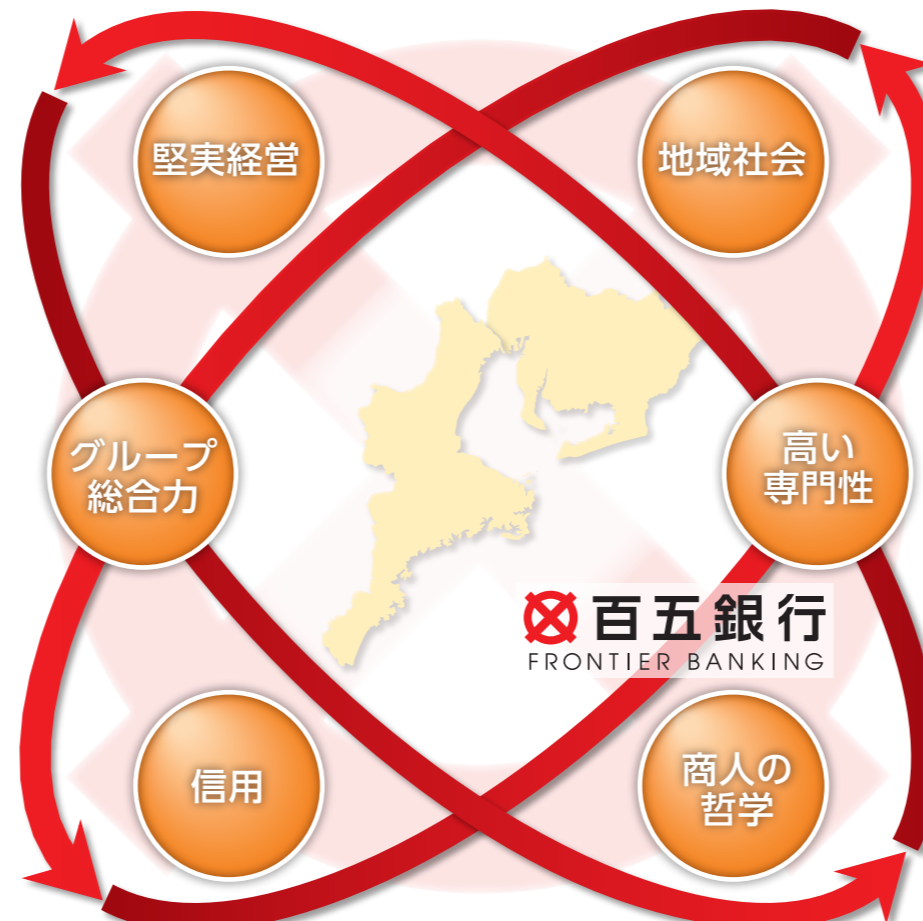 堅実経営
地域社会
グループ
総合力
高い
専門性
百五銀行
FRONTIER BANKING
信用
商人の
哲学